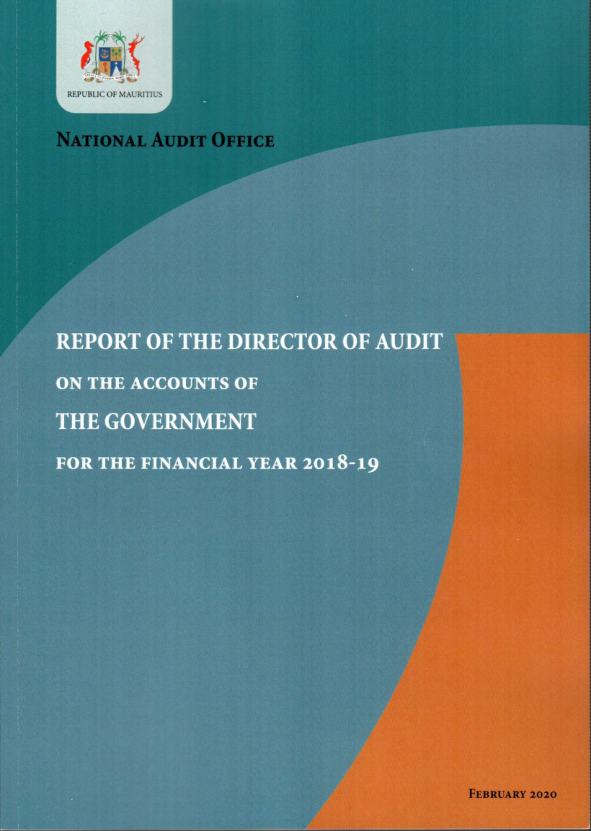 REPUBLIC OF MAURITIUS
NATIONAL AUDIT OFFICE
REPORT OF THE DIRECTOR OF AUDIT
ON THE ACCOUNTS OF
THE GOVERNMENT
FOR THE FINANCIAL YEAR 2018-19
FEBRUARY 2020